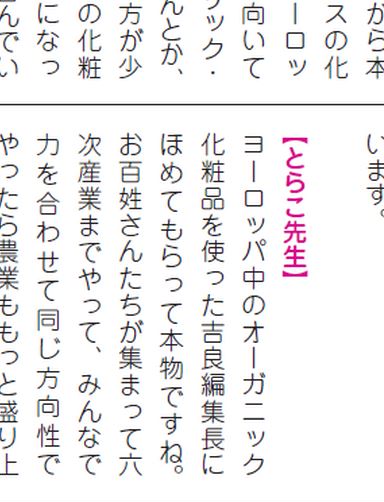 から本
スの化
ーロッ
向いて
ック・
んとか、
方が少
の化粧
になっ
んでい
います。
【とらこ先生】
ヨーロッパ中のオーガニック
化粧品を使った吉良編集長に
ほめてもらって本物ですね。
お百姓さんたちが集まって六
次産業までやって、みんなで
力を合わせて同じ方向性で
やったら農業ももっと盛り上